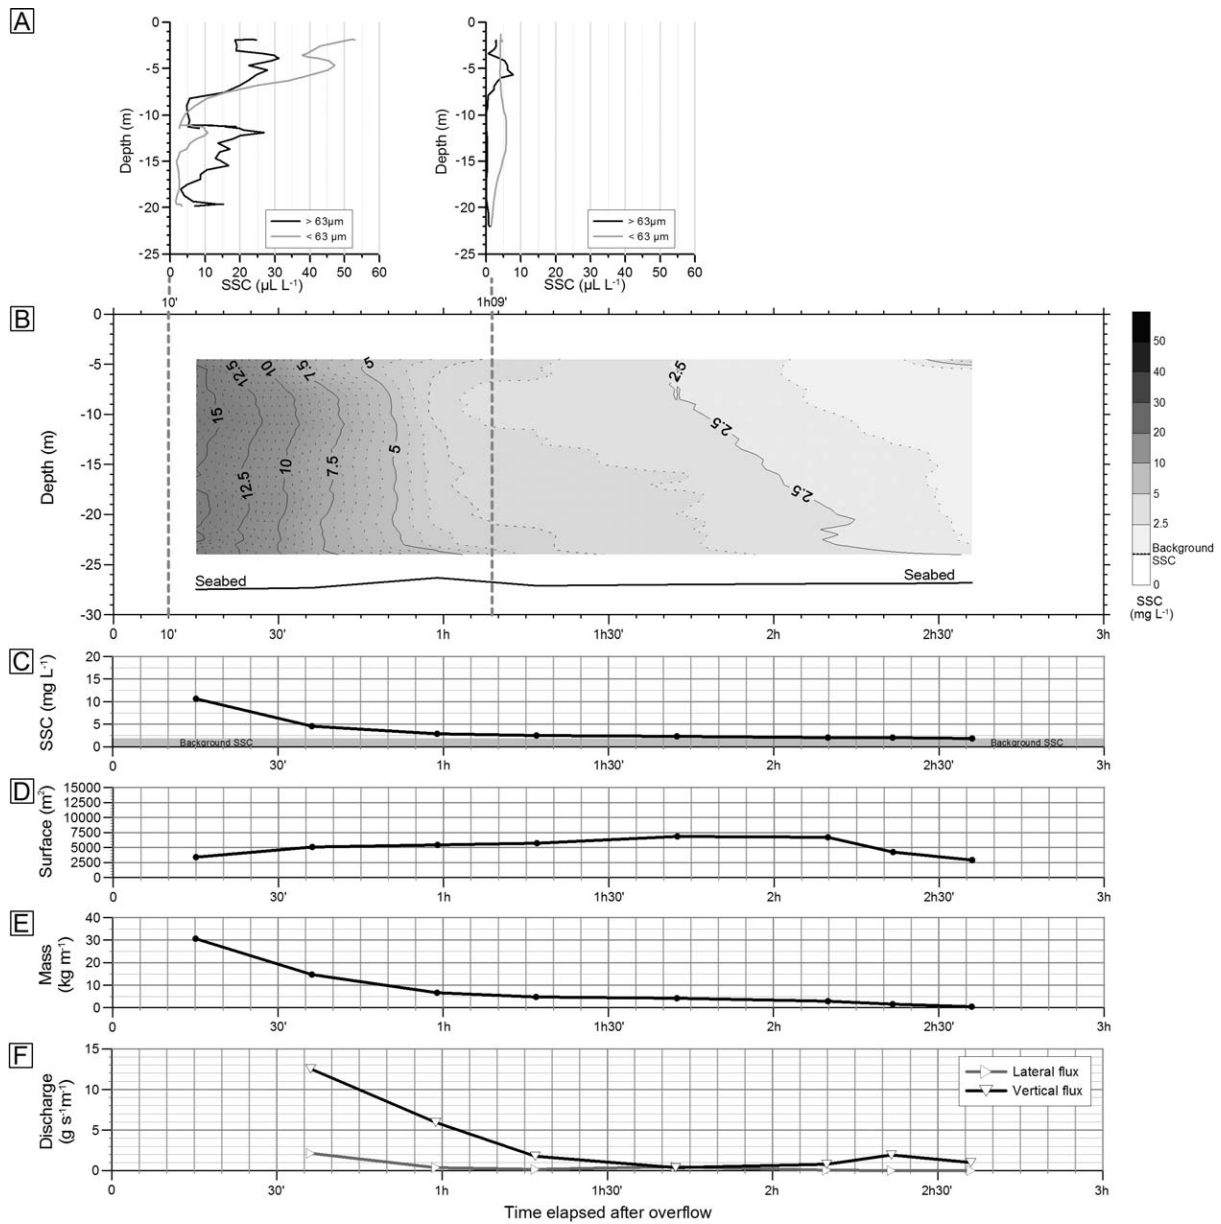 A
0
-5
-10
-15
-20
-25
Depth (m)
> 63µm
< 63 µm
0 10 20 30 40 50 60
SSC (µL L⁻¹)
0
-5
-10
-15
-20
-25
Depth (m)
> 63µm
< 63 µm
0 10 20 30 40 50 60
SSC (µL L⁻¹)
10' 1h09'
B
0
-5
-10
-15
-20
-25
-30
Depth (m)
12.5 10 7.5 5 2.5
15 2.5
12.5 10 7.5 5 2.5
Seabed Seabed
0 10' 30' 1h 1h30' 2h 2h30' 3h
50
40
30
20
10
5
2.5
Background
SSC
0
SSC
(mg L⁻¹)
C
SSC (mg L⁻¹)
20
15
10
5
0
Background SSC Background SSC
0 30' 1h 1h30' 2h 2h30' 3h
D
Surface (m²)
15000
12500
10000
7500
5000
2500
0
0 30' 1h 1h30' 2h 2h30' 3h
E
Mass
(kg m⁻¹)
40
30
20
10
0
0 30' 1h 1h30' 2h 2h30' 3h
F
Discharge
(g s⁻¹m⁻¹)
15
10
5
0
Lateral flux
Vertical flux
0 30' 1h 1h30' 2h 2h30' 3h
Time elapsed after overflow